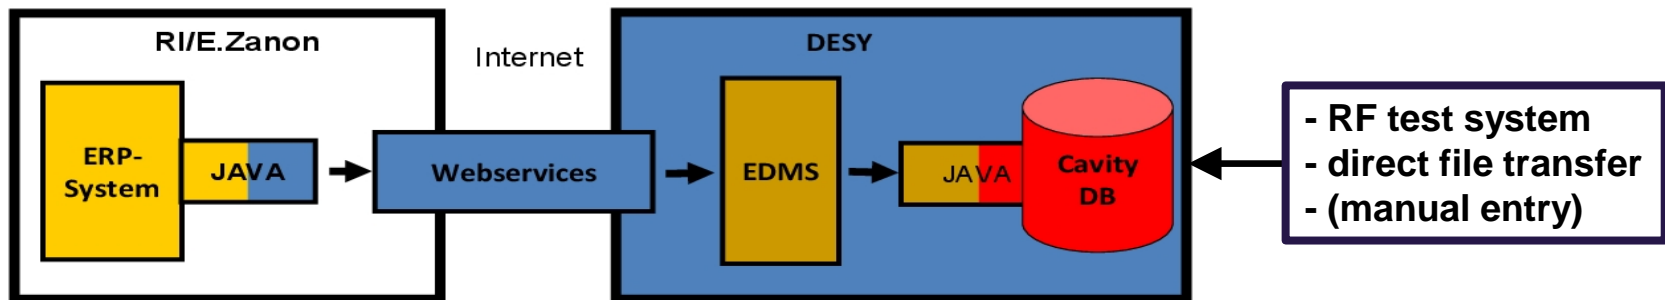 RI/E.Zanon
ERP-
System
JAVA
Internet
Webservices
DESY
EDMS
JAVA
Cavity
DB
- RF test system
- direct file transfer
- (manual entry)